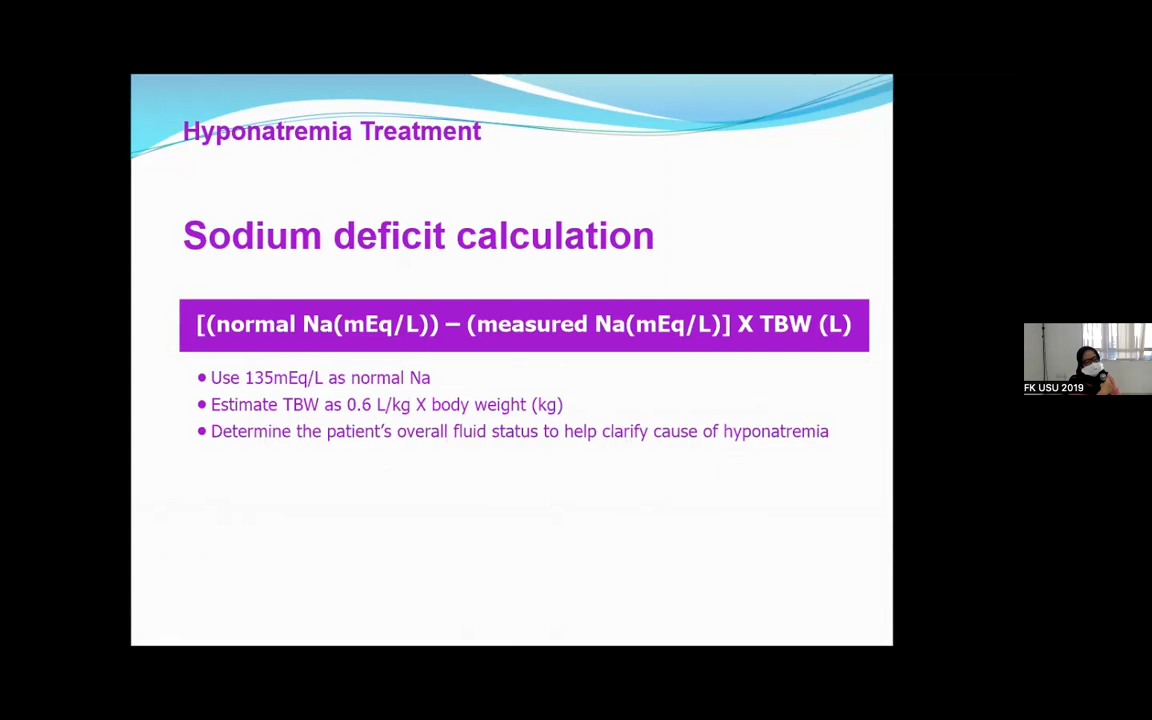 Hyponatremia Treatment
Sodium deficit calculation
[(normal Na(mEq/L)) – (measured Na(mEq/L)] X TBW (L)
● Use 135mEq/L as normal Na
● Estimate TBW as 0.6 L/kg X body weight (kg)
● Determine the patient’s overall fluid status to help clarify cause of hyponatremia
FK USU 2019